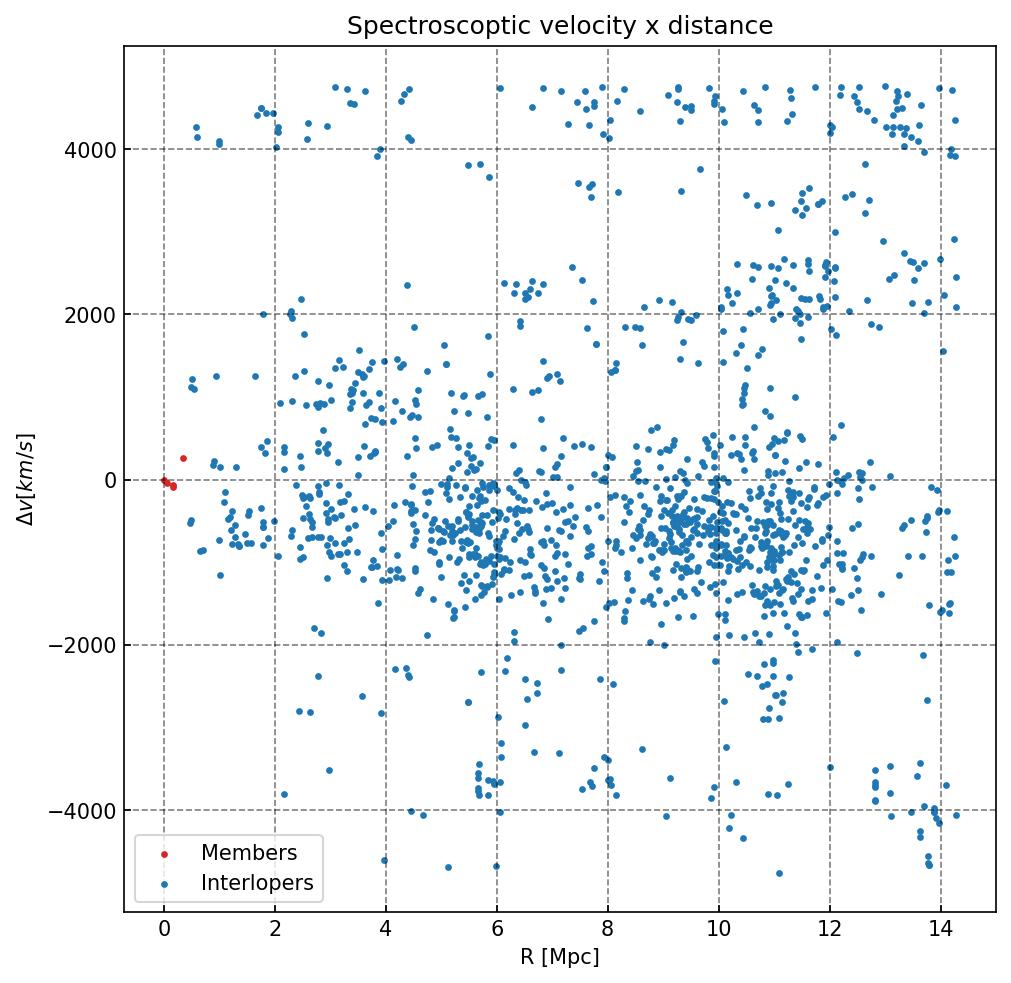 Spectroscoptic velocity x distance
Δv[km/s]
4000
2000
0
−2000
−4000
Members
Interlopers
0 2 4 6 8 10 12 14
R [Mpc]